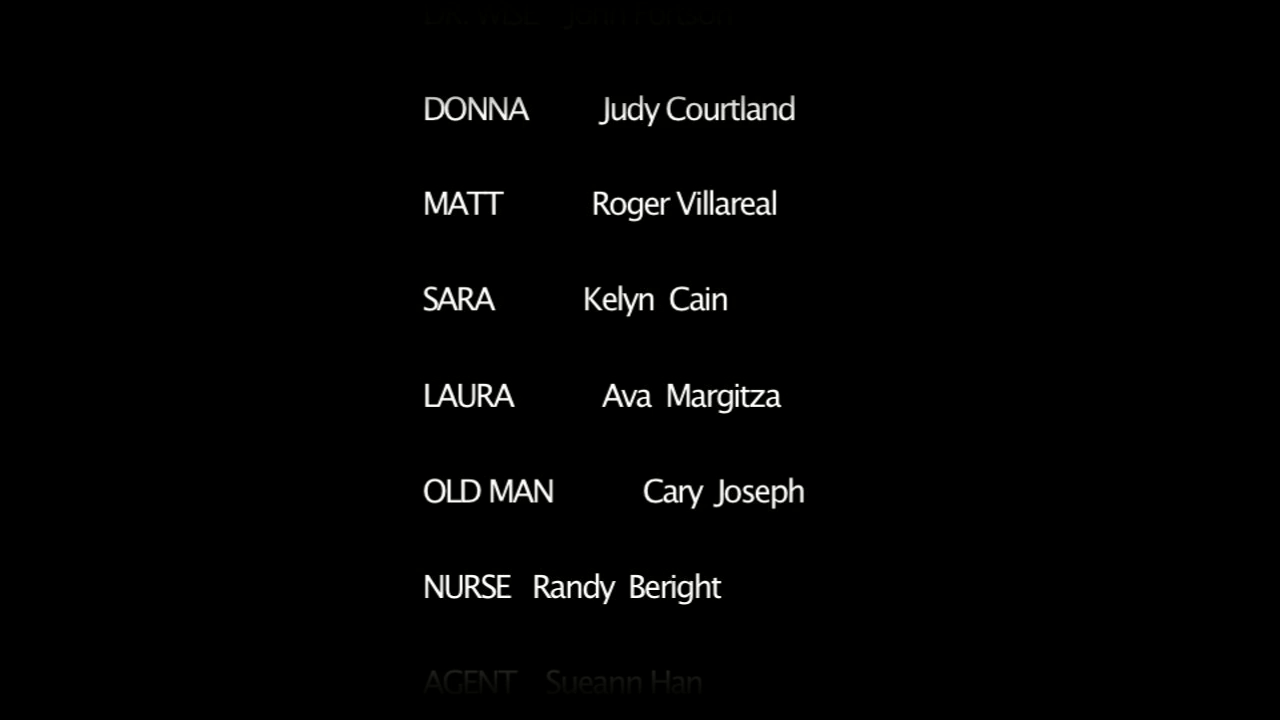 DONNA Judy Courtland
MATT Roger Villareal
SARA Kelyn Cain
LAURA Ava Margitza
OLD MAN Cary Joseph
NURSE Randy Beright
AGENT Sueann Han